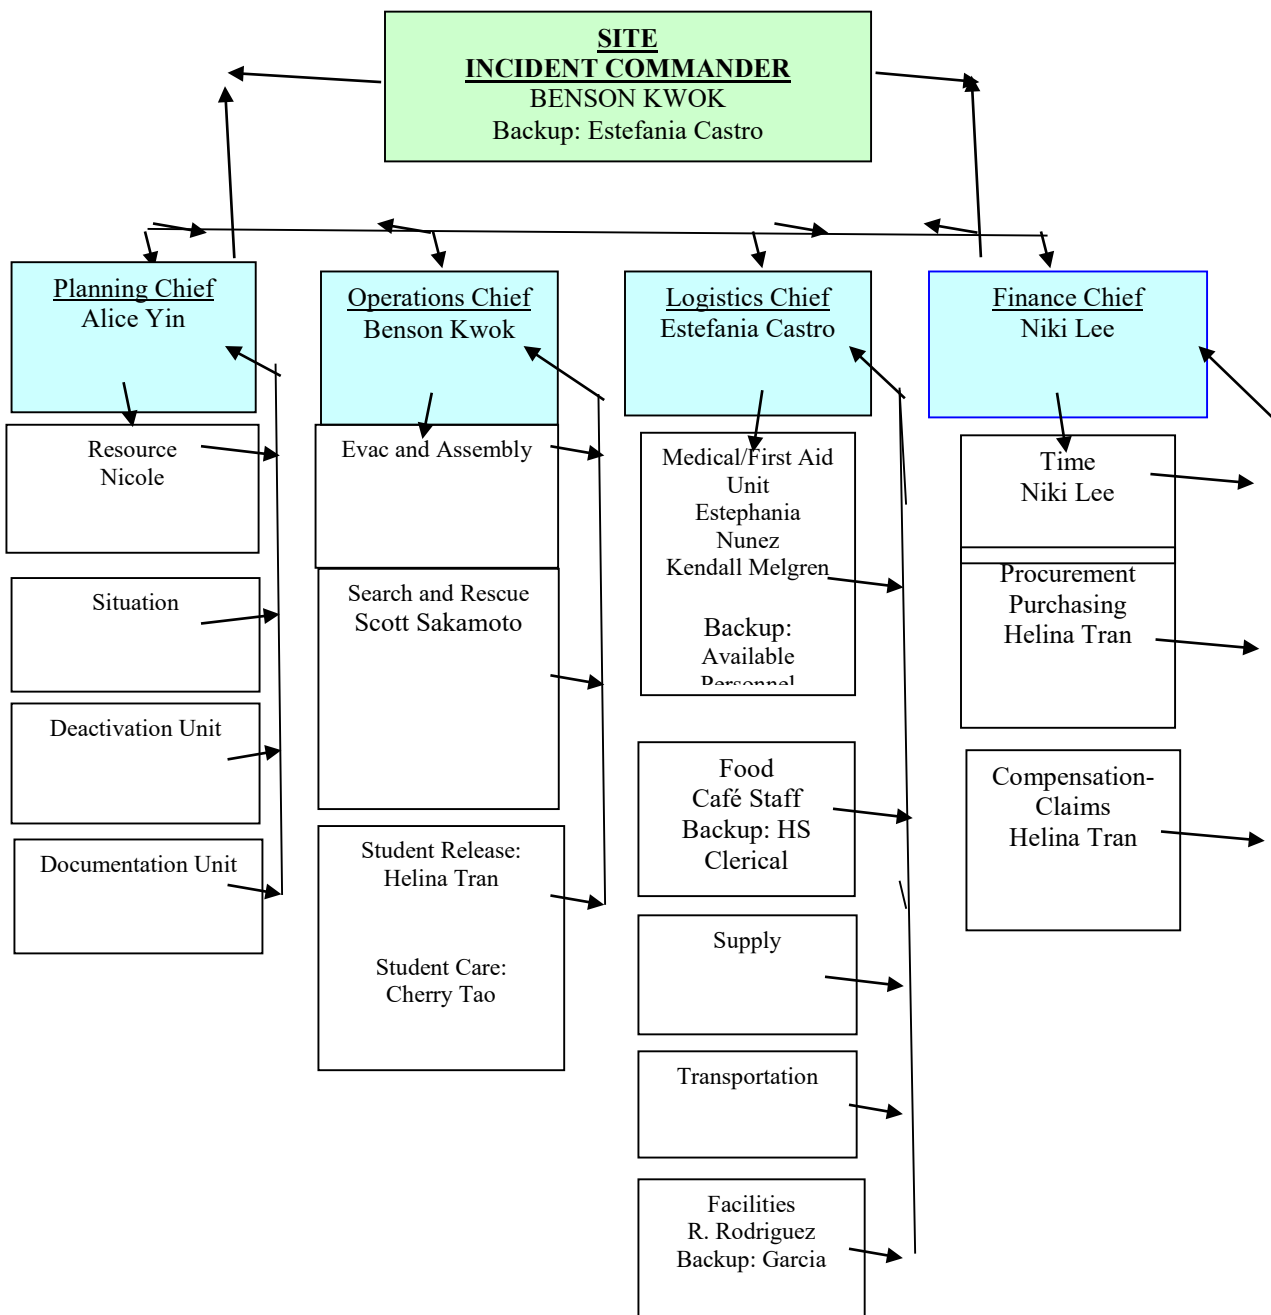 SITE
INCIDENT COMMANDER
BENSON KWOK
Backup: Estefania Castro
Planning Chief
Alice Yin
Operations Chief
Benson Kwok
Logistics Chief
Estefania Castro
Finance Chief
Niki Lee
Resource
Nicole
Situation
Deactivation Unit
Documentation Unit
Evac and Assembly
Search and Rescue
Scott Sakamoto
Student Release:
Helina Tran
Student Care:
Cherry Tao
Medical/First Aid
Unit
Estephania
Nunez
Kendall Melgren
Backup:
Available
Personnel
Food
Café Staff
Backup: HS
Clerical
Supply
Transportation
Facilities
R. Rodriguez
Backup: Garcia
Time
Niki Lee
Procurement
Purchasing
Helina Tran
Compensation-
Claims
Helina Tran